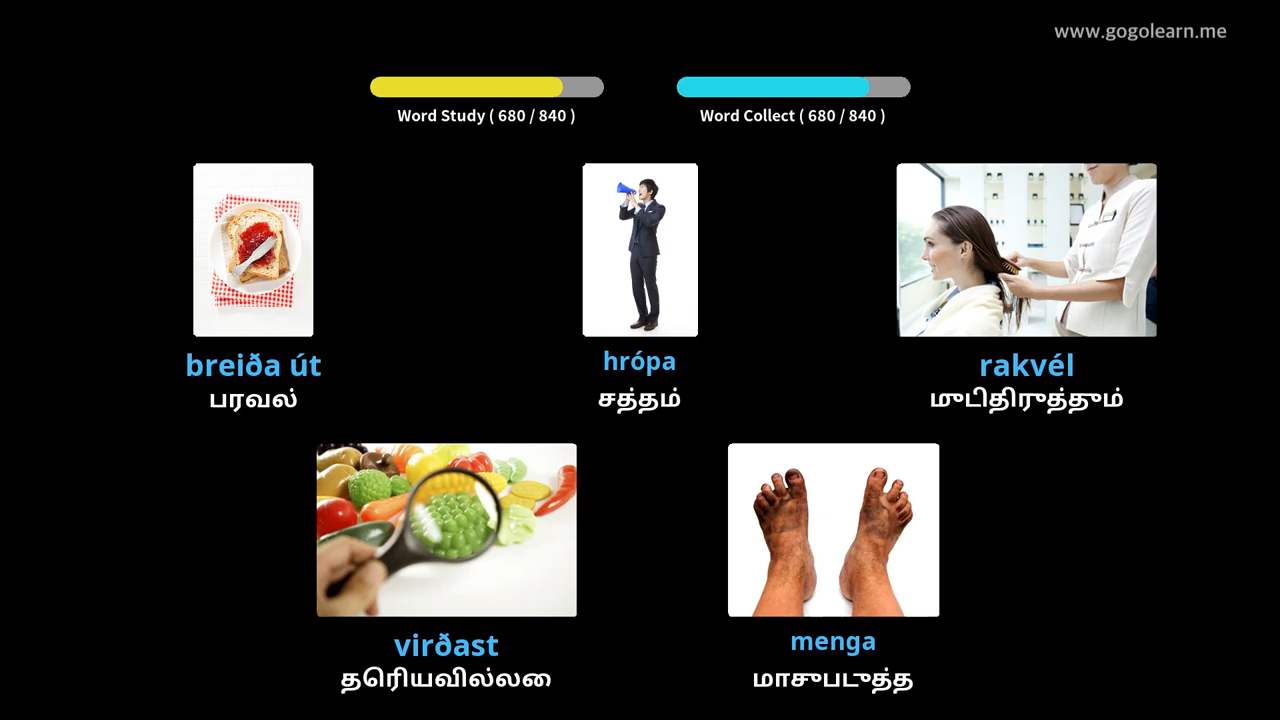 www.gogolearn.me
Word Study ( 680 / 840 )
Word Collect ( 680 / 840 )
breiða út
பரவல்
hrópa
சத்தம்
rakvél
முடிதிருத்தும்
virðast
தெரியவில்லை
menga
மாசுபடுத்த